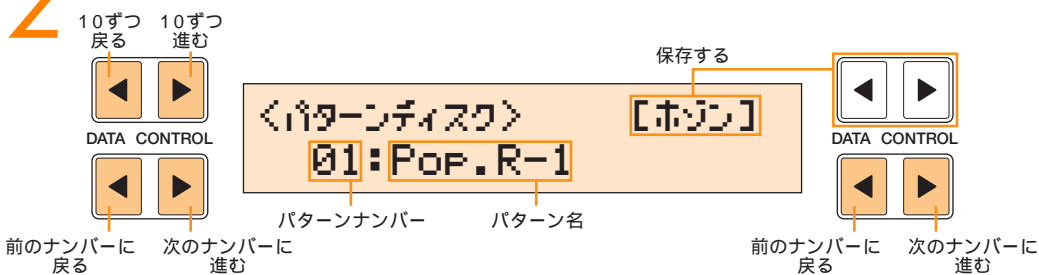 2
10ずつ
戻る
10ずつ
進む
DATA CONTROL
前のナンバーに
戻る
次のナンバーに
進む
<パターンディスク> [ホゾン]
01:Pop.R-1
パターンナンバー
パターン名
保存する
DATA CONTROL
前のナンバーに
戻る
次のナンバーに
進む